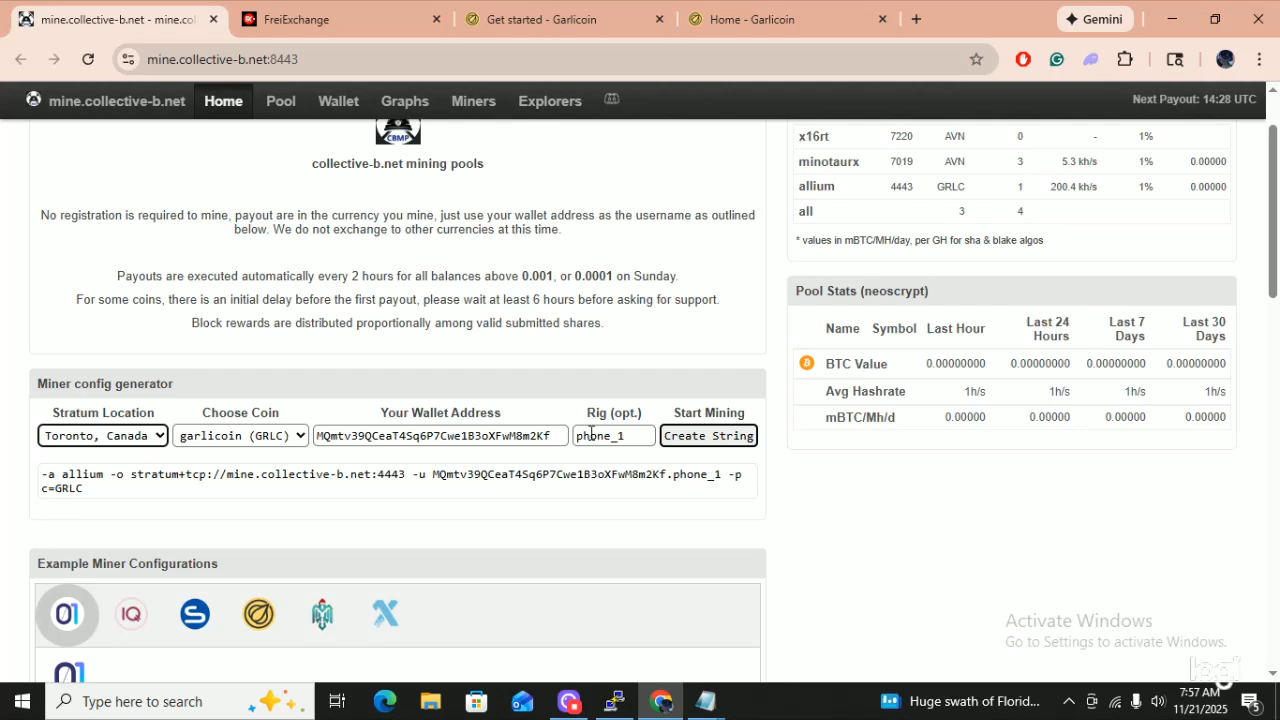 mine.collective-b.net - mine.col
FreiExchange
Get started - Garlicoin
Home - Garlicoin
Gemini
mine.collective-b.net:8443
mine.collective-b.net
Home
Pool
Wallet
Graphs
Miners
Explorers
Next Payout: 14:28 UTC
CBMP
collective-b.net mining pools
No registration is required to mine, payout are in the currency you mine, just use your wallet address as the username as outlined
below. We do not exchange to other currencies at this time.
Payouts are executed automatically every 2 hours for all balances above 0.001, or 0.0001 on Sunday.
For some coins, there is an initial delay before the first payout, please wait at least 6 hours before asking for support.
Block rewards are distributed proportionally among valid submitted shares.
Miner config generator
Stratum Location Choose Coin Your Wallet Address Rig (opt.) Start Mining
Toronto, Canada garlicoin (GRLC) MQmtv39QCeaT4Sq6P7Cwe1B3oXFwM8m2Kf phone_1 Create String
-a allium -o stratum+tcp://mine.collective-b.net:4443 -u MQmtv39QCeaT4Sq6P7Cwe1B3oXFwM8m2Kf.phone_1 -p
c=GRLC
Example Miner Configurations
01 IQ S
01
x16rt 7220 AVN 0 - 1%
minotaurx 7019 AVN 3 5.3 kh/s 1% 0.00000
allium 4443 GRLC 1 200.4 kh/s 1% 0.00000
all 3 4
* values in mBTC/MH/day, per GH for sha & blake algos
Pool Stats (neoscrypt)
Name Symbol Last Hour Last 24 Hours Last 7 Days Last 30 Days
BTC Value 0.00000000 0.00000000 0.00000000 0.00000000
Avg Hashrate 1h/s 1h/s 1h/s 1h/s
mBTC/Mh/d 0.00000 0.00000 0.00000 0.00000
Activate Windows
Go to Settings to activate Windows.
logi
Type here to search
Huge swath of Florid...
7:57 AM
11/21/2025
5